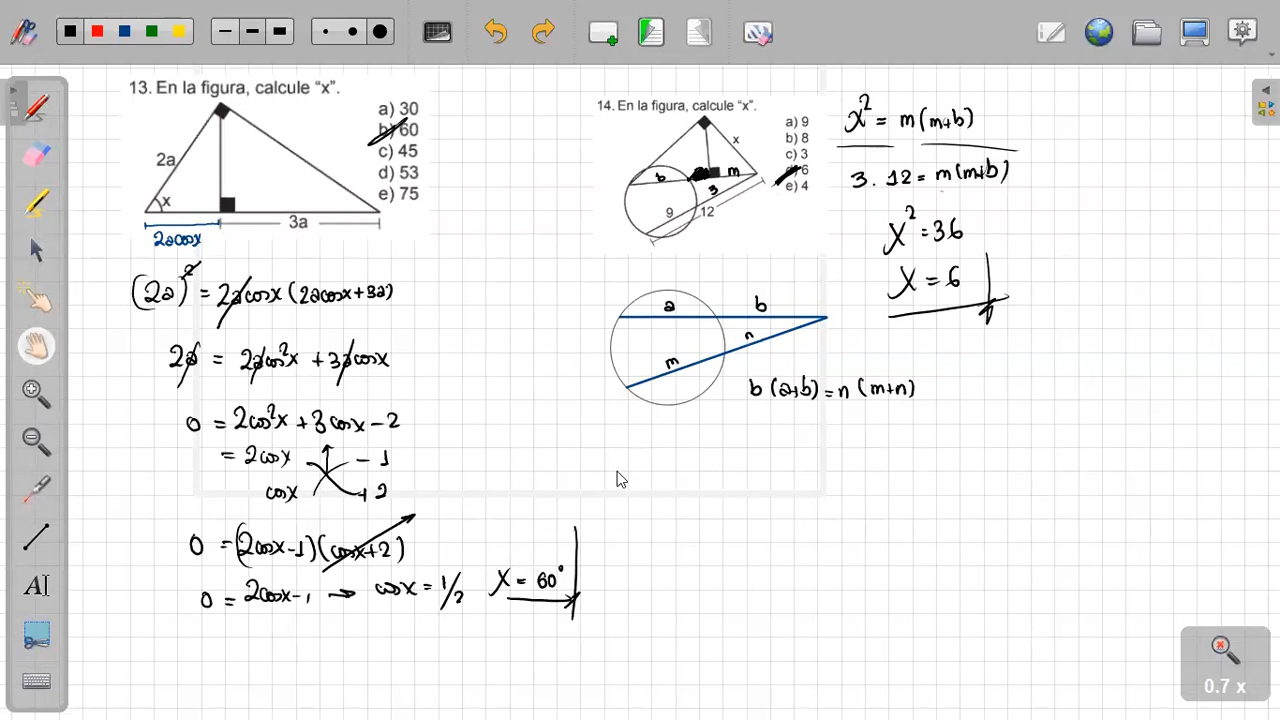 13. En la figura, calcule "x".
a) 30
b) 60
c) 45
d) 53
e) 75
2a
x
3a
2acosx
(2a)² = 2acosx(2acosx+3a)
2a = 2acos²x + 3acosx
0 = 2cos²x + 3cosx - 2
= 2cosx - 1
cosx + 2
0 = (2cosx-1)(cosx+2)
0 = 2cosx-1 → cosx = 1/2 x = 60°
14. En la figura, calcule "x".
a) 9
b) 8
c) 3
d) 6
e) 4
x
b
m
3
9
12
a
b
n
m
b(a+b) = n(m+n)
x² = m(m+b)
3. 12 = m(m+b)
x² = 36
x = 6
AI
0.7 x